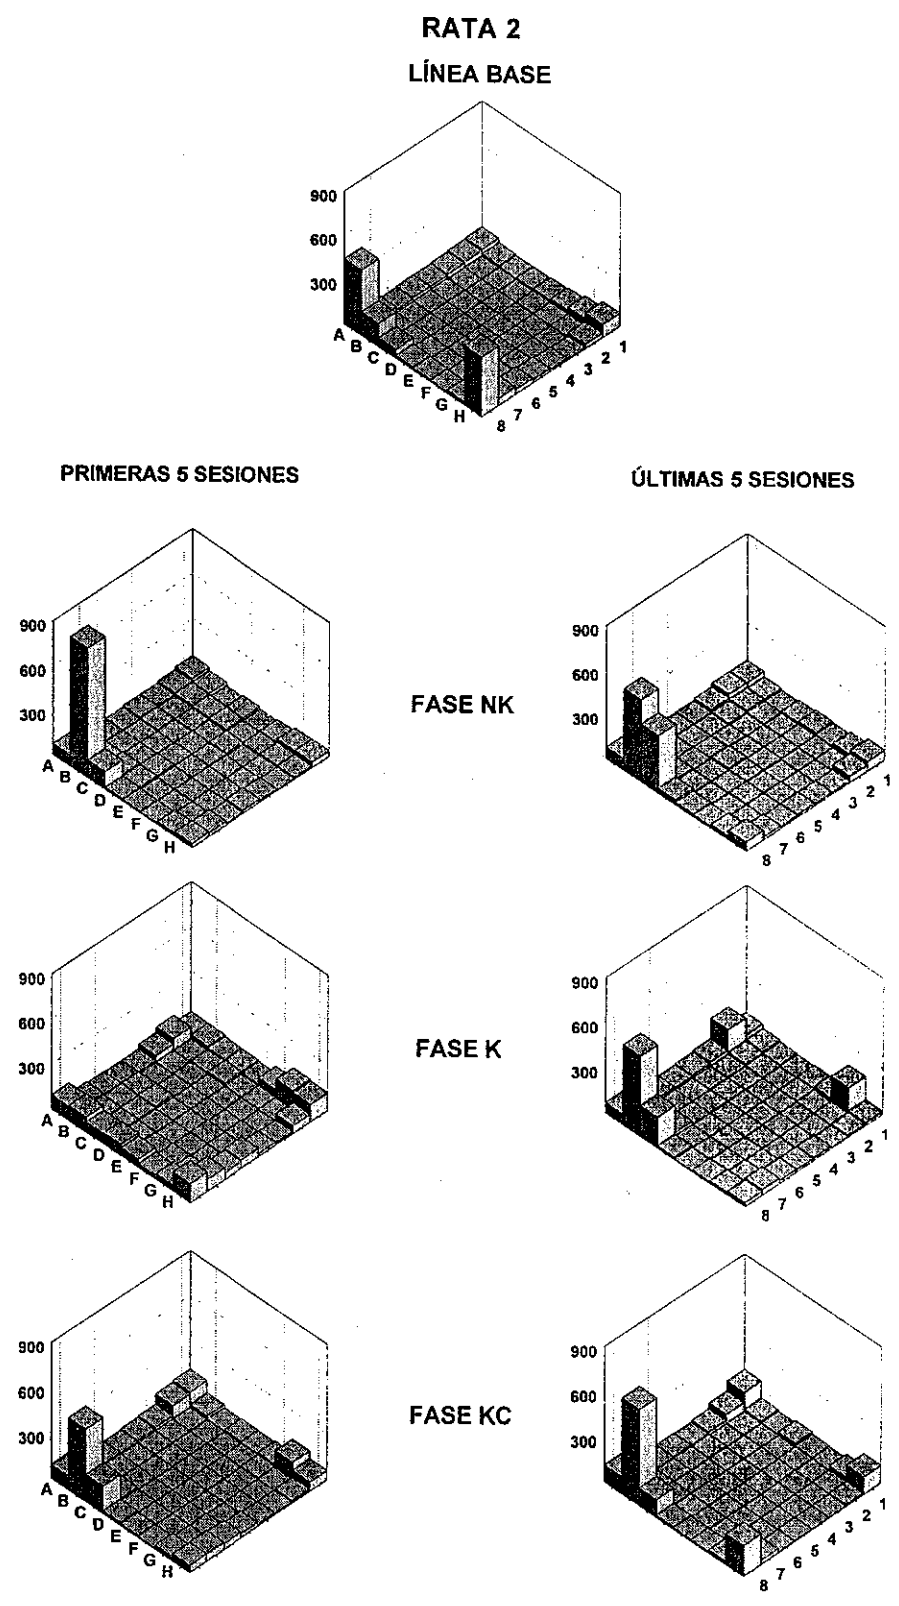 RATA 2
LÍNEA BASE
900
600
300
A B C D E F G H
8 7 6 5 4 3 2 1
PRIMERAS 5 SESIONES
ÚLTIMAS 5 SESIONES
900
600
300
A B C D E F G H
FASE NK
900
600
300
8 7 6 5 4 3 2 1
900
600
300
A B C D E F G H
FASE K
900
600
300
8 7 6 5 4 3 2 1
900
600
300
A B C D E F G H
FASE KC
900
600
300
8 7 6 5 4 3 2 1